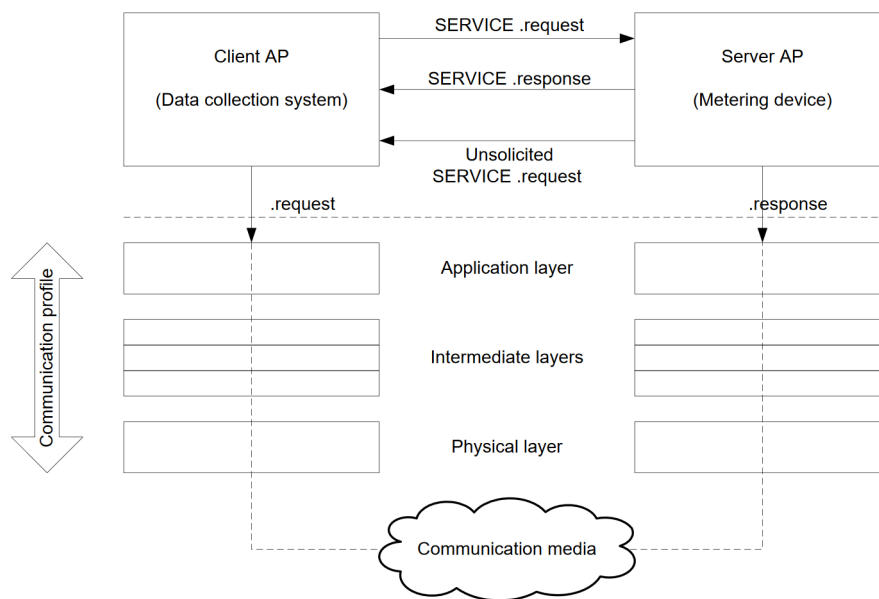 Client AP
(Data collection system)
SERVICE .request
SERVICE .response
Unsolicited
SERVICE .request
Server AP
(Metering device)
.request
.response
Communication profile
Application layer
Intermediate layers
Physical layer
Communication media